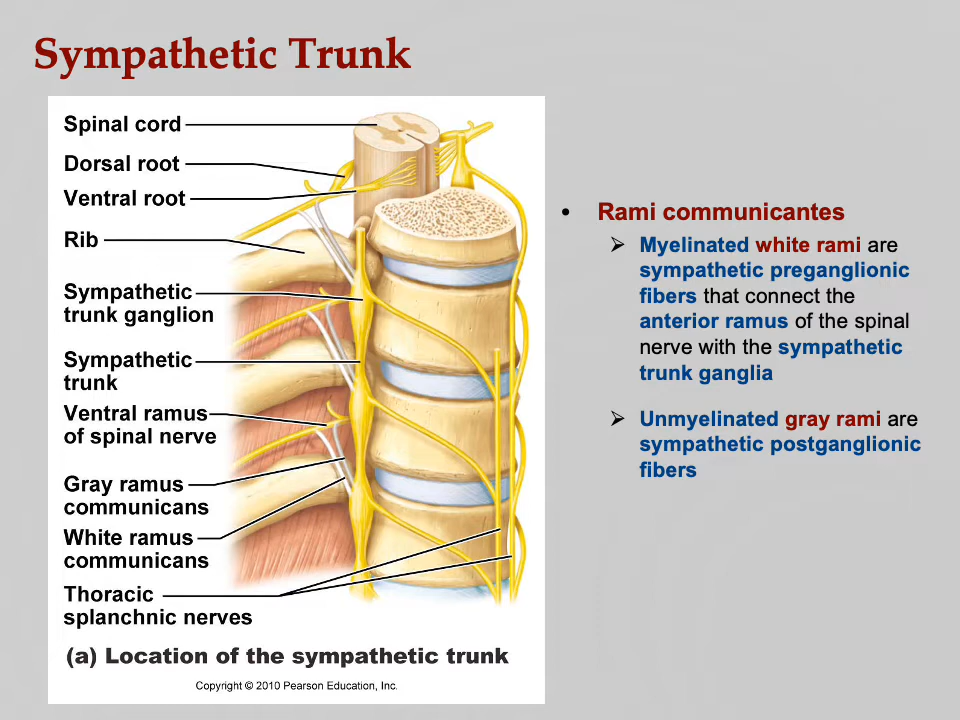 Sympathetic Trunk
Spinal cord
Dorsal root
Ventral root
Rib
Sympathetic
trunk ganglion
Sympathetic
trunk
Ventral ramus
of spinal nerve
Gray ramus
communicans
White ramus
communicans
Thoracic
splanchnic nerves
(a) Location of the sympathetic trunk
Copyright © 2010 Pearson Education, Inc.
• Rami communicantes
➢ Myelinated white rami are
sympathetic preganglionic
fibers that connect the
anterior ramus of the spinal
nerve with the sympathetic
trunk ganglia
➢ Unmyelinated gray rami are
sympathetic postganglionic
fibers